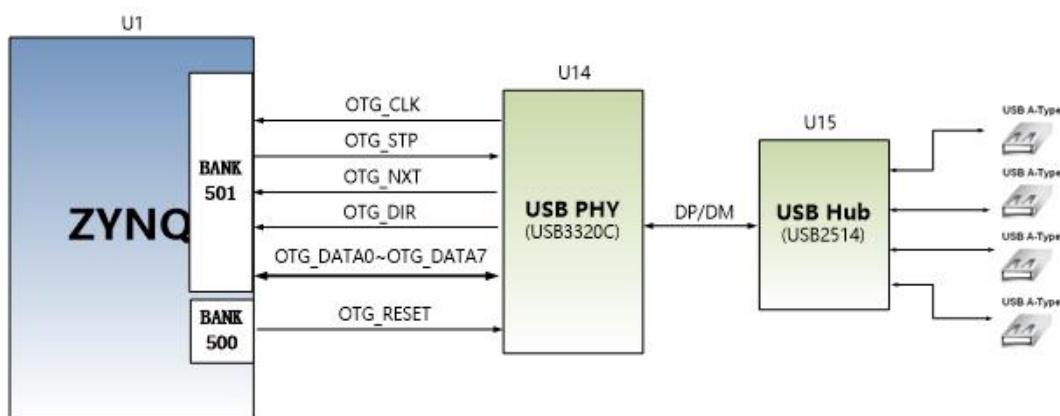 U1
ZYNQ
BANK
501
BANK
500
OTG_CLK
OTG_STP
OTG_NXT
OTG_DIR
OTG_DATA0~OTG_DATA7
OTG_RESET
U14
USB PHY
(USB3320C)
DP/DM
U15
USB Hub
(USB2514)
USB A-Type
USB A-Type
USB A-Type
USB A-Type